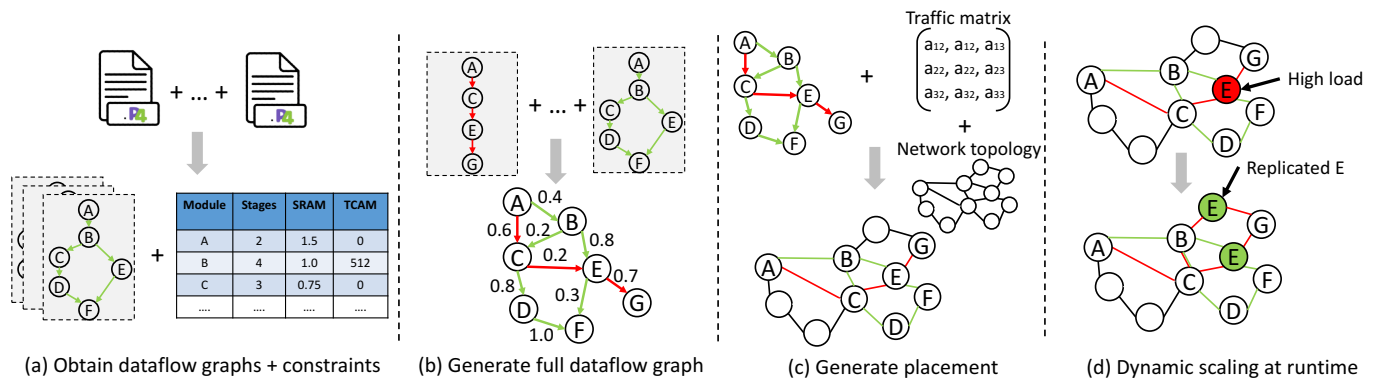 .P4
+ ... +
.P4
A
B
C
E
D
F
+
Module Stages SRAM TCAM
A 2 1.5 0
B 4 1.0 512
C 3 0.75 0
.... .... .... ....
(a) Obtain dataflow graphs + constraints
A
C
E
G
+ ... +
A
B
C
E
D
F
A
0.4
B
0.6
0.2
0.8
C
0.2
E
0.7
0.8
0.3
G
D
F
1.0
(b) Generate full dataflow graph
A
B
C
E
G
D
F
+
Traffic matrix
a12, a12, a13
a22, a22, a23
a32, a32, a33
+
Network topology
G
B
A
E
C
F
D
(c) Generate placement
G
B
A
E
High load
C
F
D
Replicated E
E
G
B
A
E
C
F
D
(d) Dynamic scaling at runtime